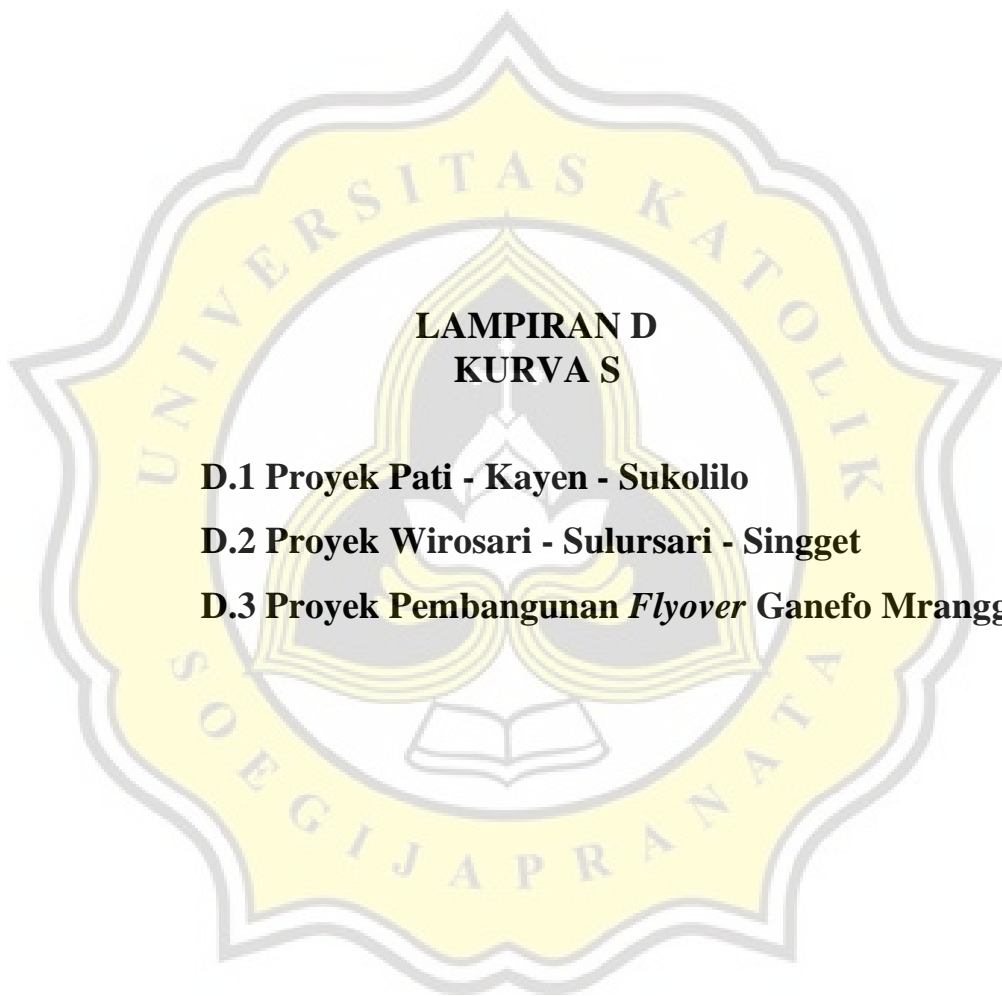 UNIVERSITAS KATOLIK
LAMPIRAN D
KURVA S
D.1 Proyek Pati - Kayen - Sukolilo
D.2 Proyek Wirosari - Sulursari - Singget
D.3 Proyek Pembangunan Flyover Ganefo Mrangg
SOEGIJAPRANATA